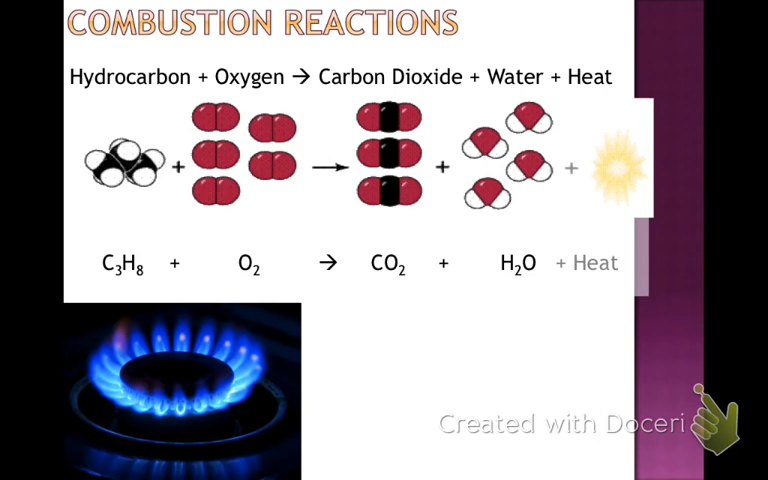 COMBUSTION REACTIONS
Hydrocarbon + Oxygen → Carbon Dioxide + Water + Heat
+ → + +
C₃H₈ + O₂ → CO₂ + H₂O + Heat
Created with Doceri